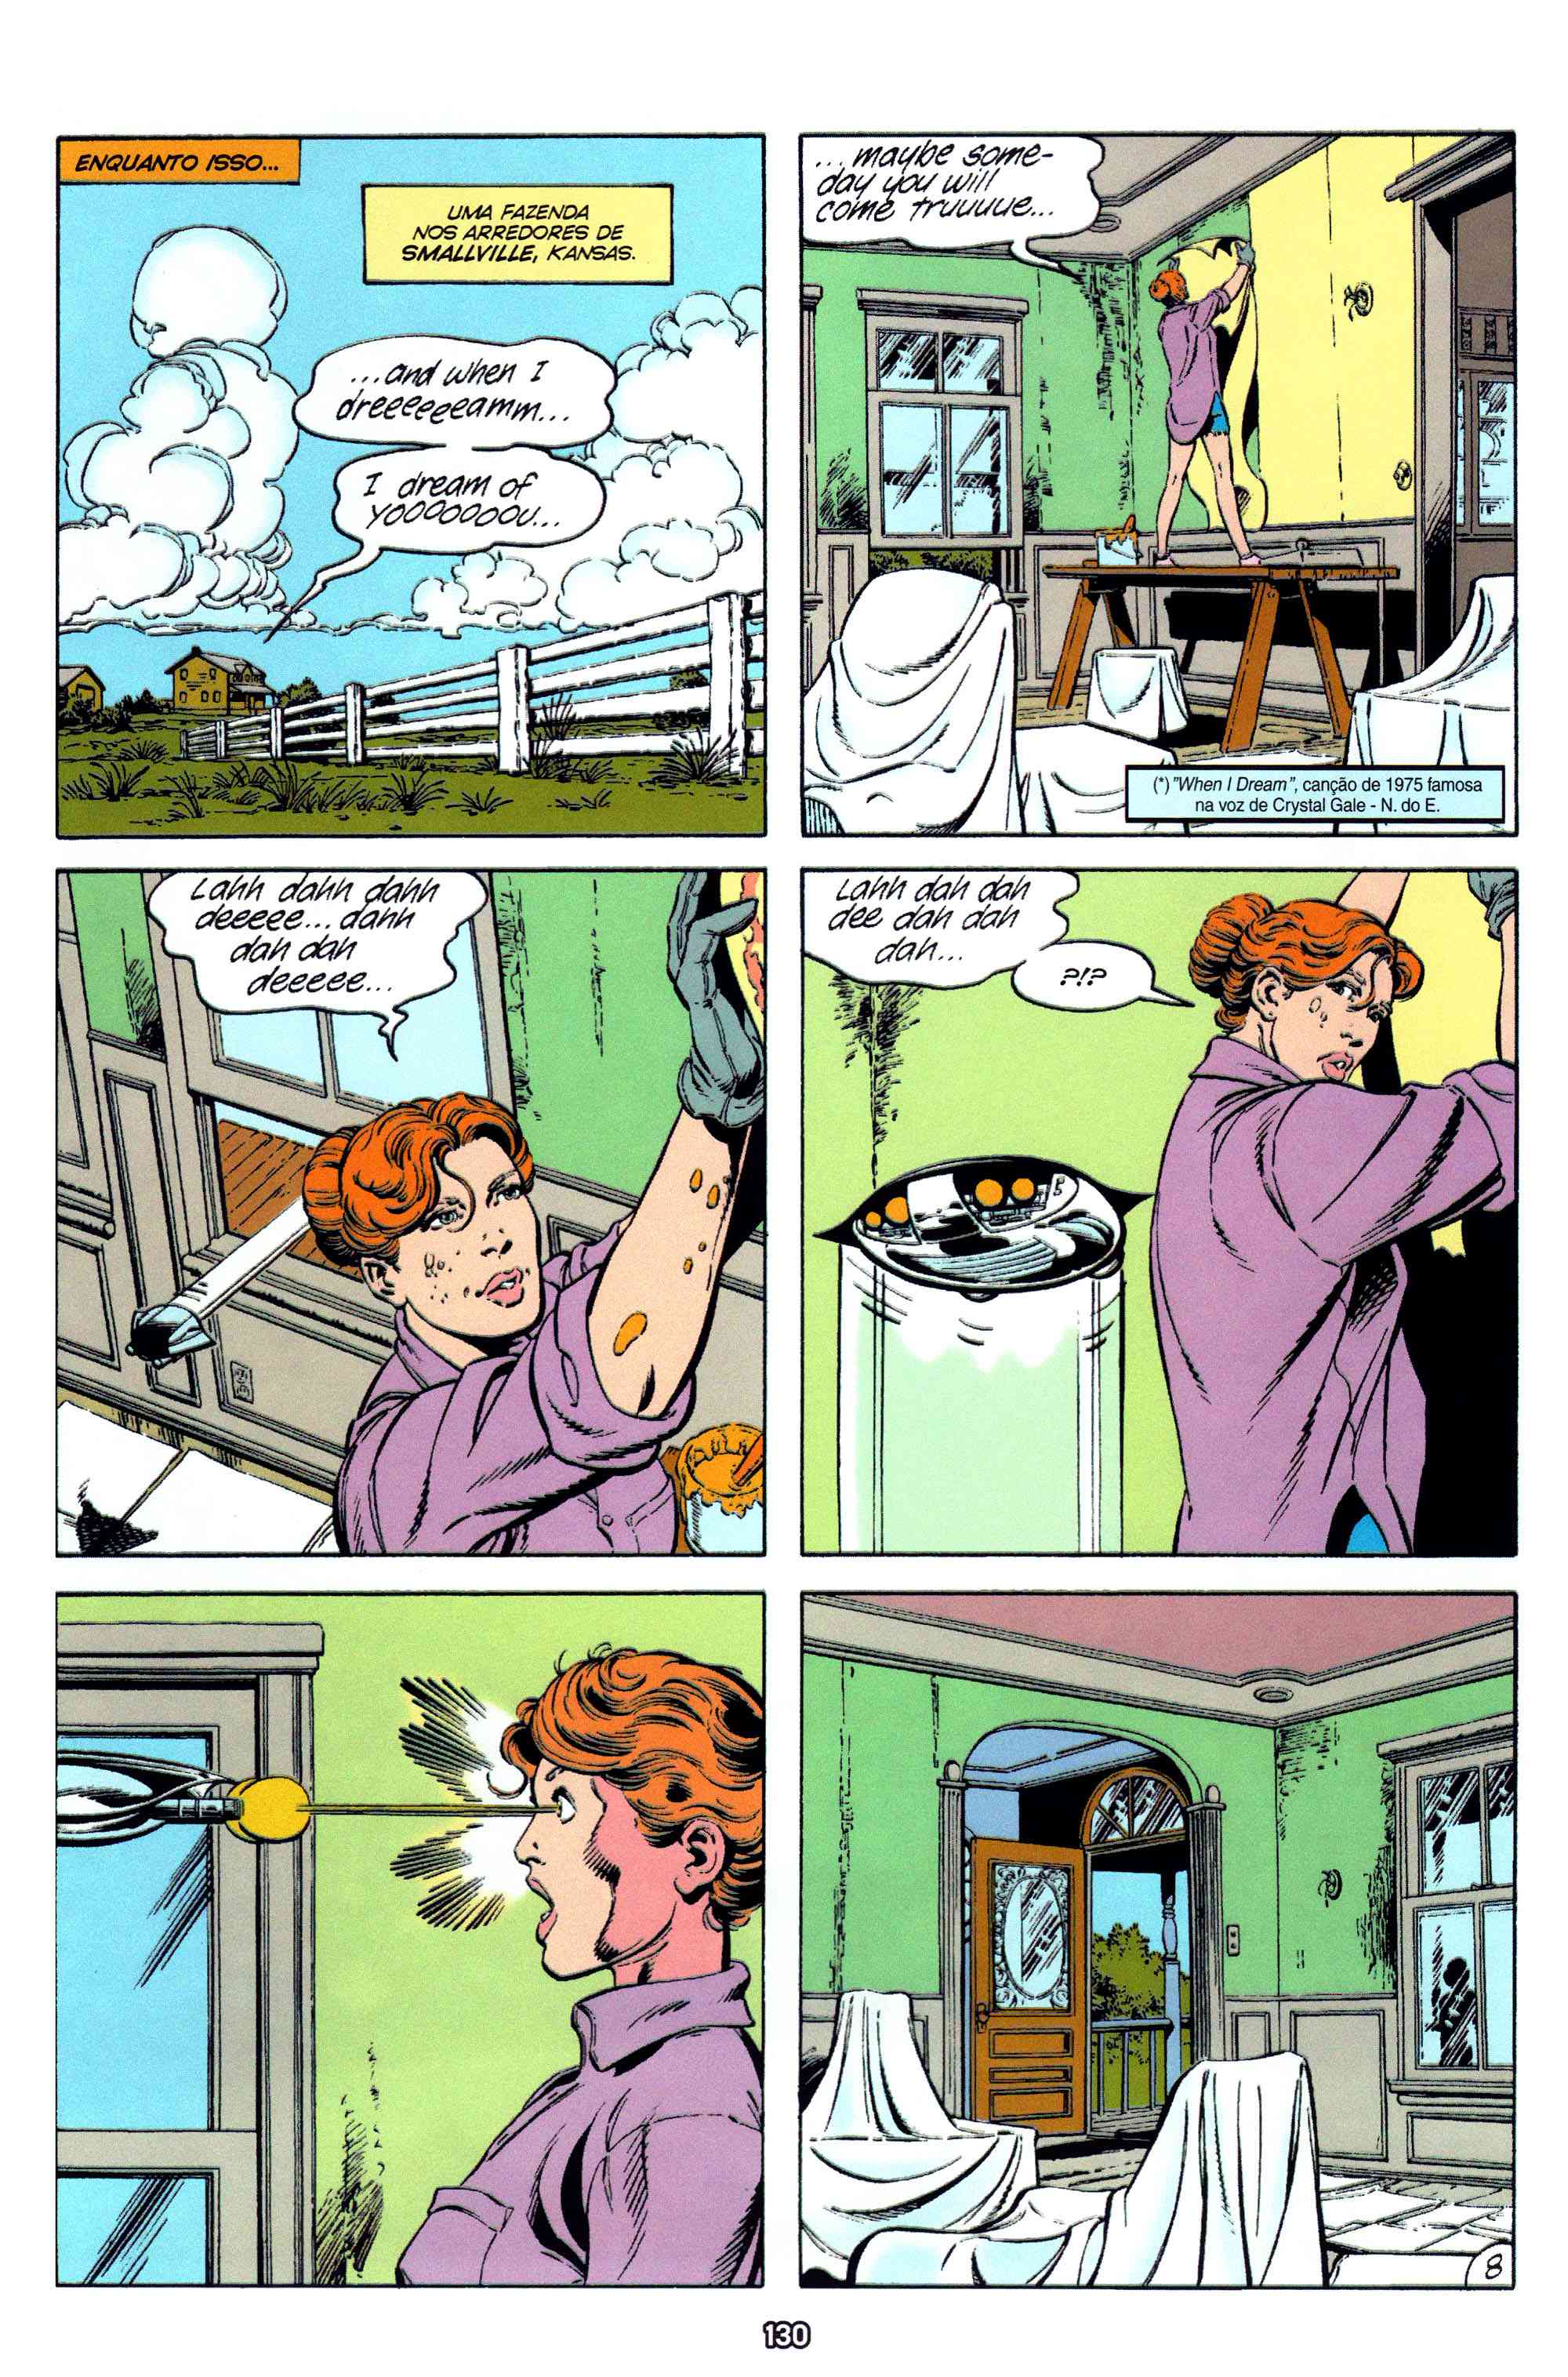 ENQUANTO ISSO...
UMA FAZENDA
NOS ARREDORES DE
SMALLVILLE, KANSAS.
...and when I
dreeeeeeamm...
I dream of
YOOOOOOOU...
...maybe some-
day you will
come truuuue...
(*) "When I Dream", canção de 1975 famosa
na voz de Crystal Gale - N. do E.
Lahh dahh dahh
deeeee... dahh
dah dah
deeeee...
Lahh dah dah
dee dah dah
dah...
?!?
8
130